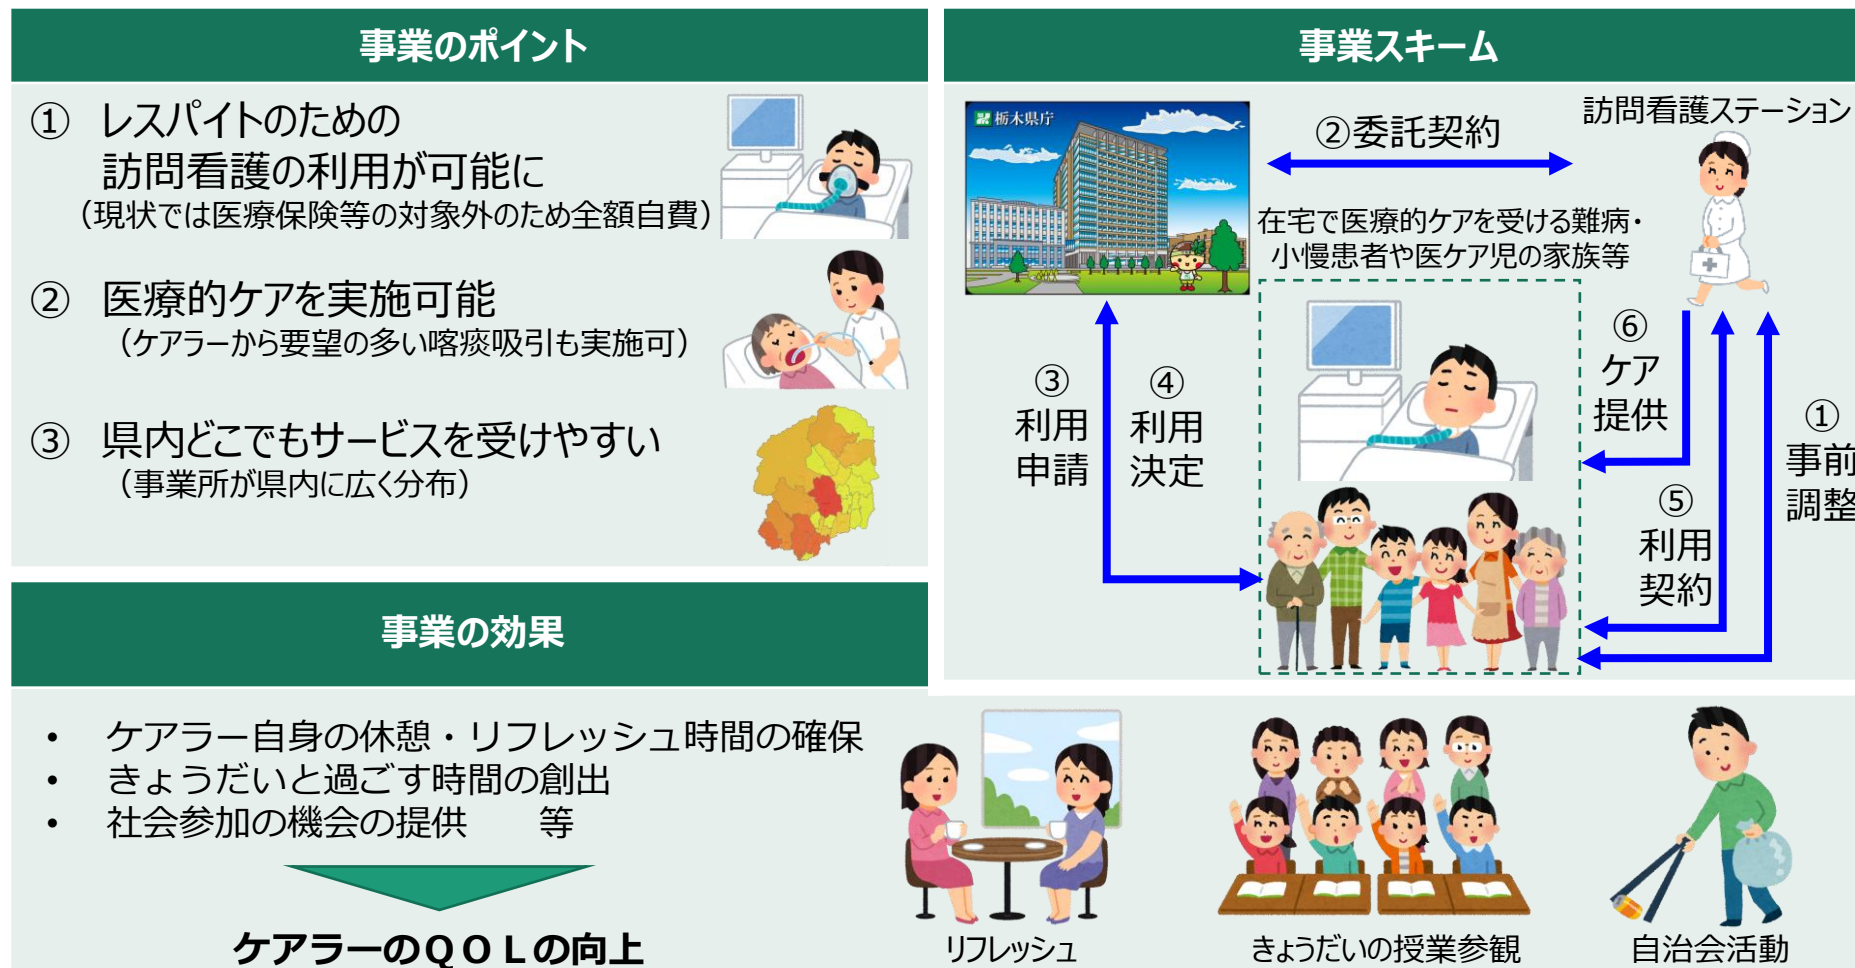 事業のポイント
① レスパイトのための
訪問看護の利用が可能に
（現状では医療保険等の対象外のため全額自費）
② 医療的ケアを実施可能
（ケアラーから要望の多い喀痰吸引も実施可）
③ 県内どこでもサービスを受けやすい
（事業所が県内に広く分布）
事業スキーム
栃木県庁
②委託契約
訪問看護ステーション
在宅で医療的ケアを受ける難病・
小慢患者や医ケア児の家族等
③
利用
申請
④
利用
決定
⑥
ケア
提供
⑤
利用
契約
①
事前
調整
事業の効果
• ケアラー自身の休憩・リフレッシュ時間の確保
• きょうだいと過ごす時間の創出
• 社会参加の機会の提供　　等
ケアラーのＱＯＬの向上
リフレッシュ
きょうだいの授業参観
自治会活動